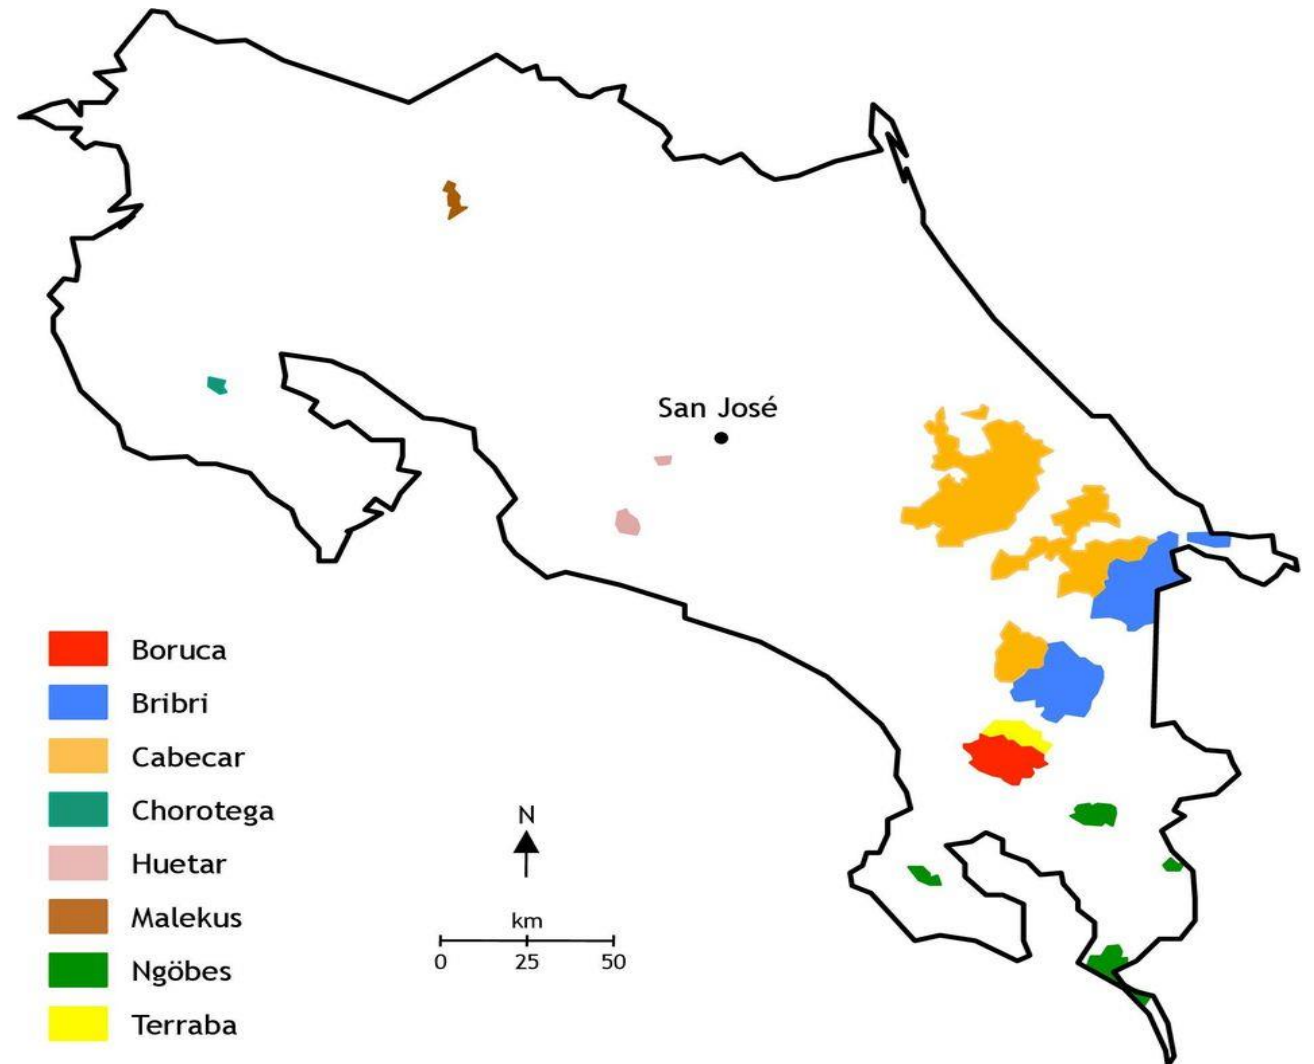 San José
Boruca
Bribri
Cabecar
Chorotega
Huetar
Malekus
Ngöbes
Terraba
N
km
0 25 50